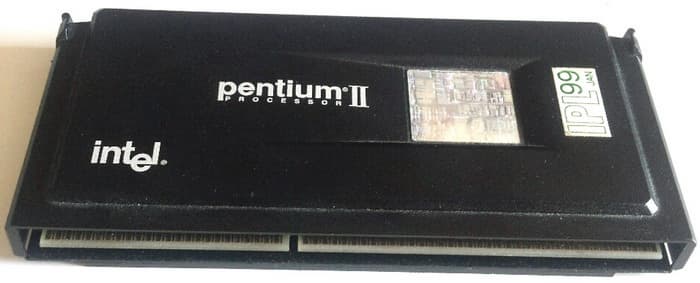 pentium® II
PROCESSOR
intel®
IPL 99
JAN